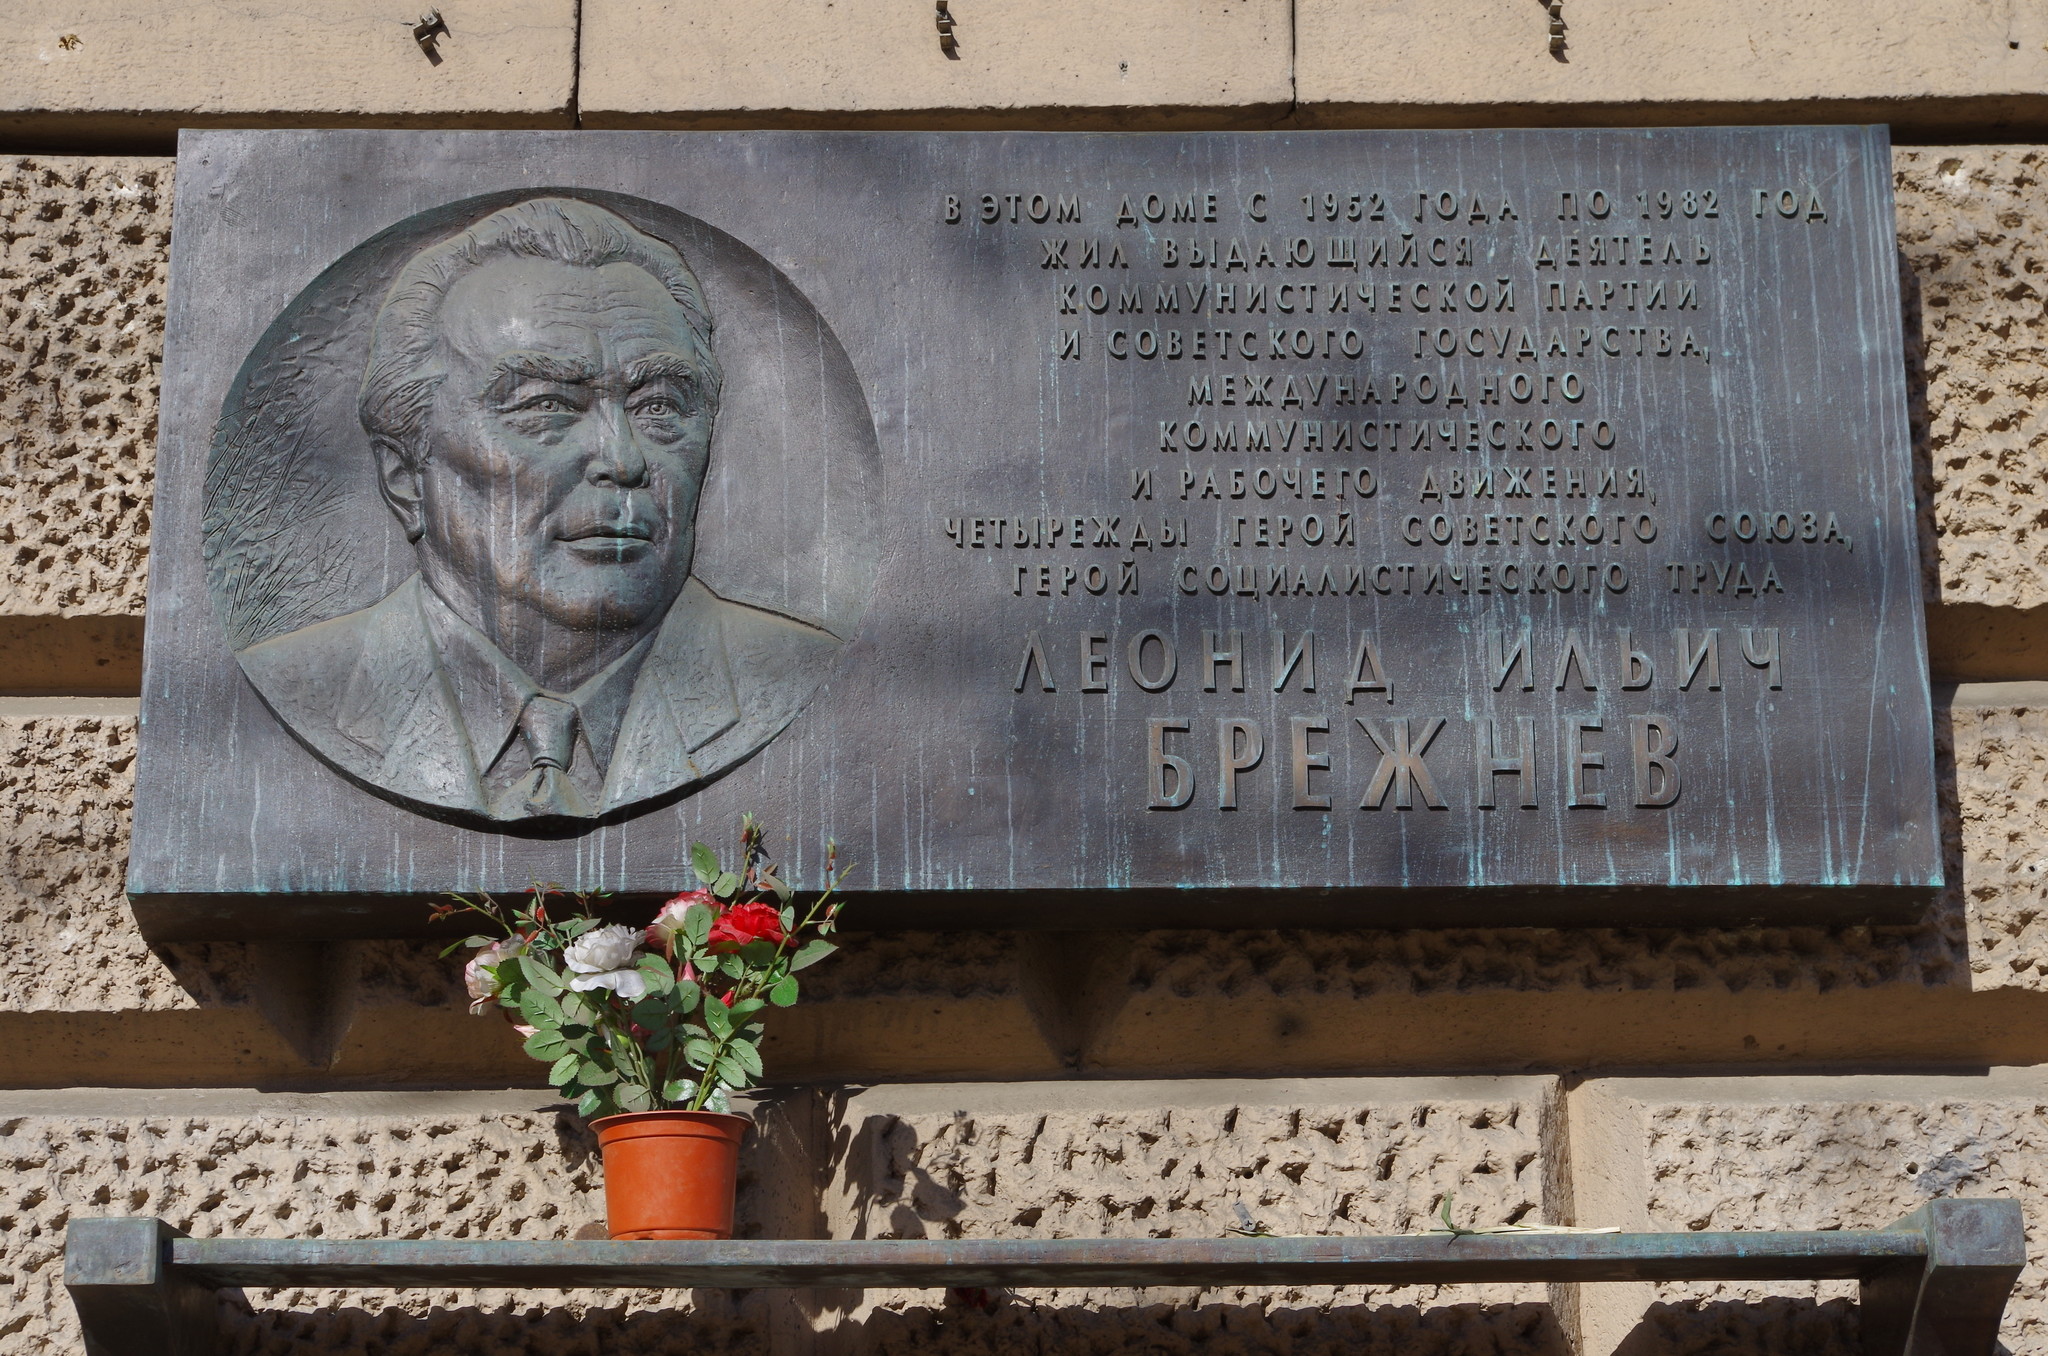 В ЭТОМ ДОМЕ С 1952 ГОДА ПО 1982 ГОД
ЖИЛ ВЫДАЮЩИЙСЯ ДЕЯТЕЛЬ
КОММУНИСТИЧЕСКОЙ ПАРТИИ
И СОВЕТСКОГО ГОСУДАРСТВА,
МЕЖДУНАРОДНОГО
КОММУНИСТИЧЕСКОГО
И РАБОЧЕГО ДВИЖЕНИЯ,
ЧЕТЫРЕЖДЫ ГЕРОЙ СОВЕТСКОГО СОЮЗА,
ГЕРОЙ СОЦИАЛИСТИЧЕСКОГО ТРУДА
ЛЕОНИД ИЛЬИЧ
БРЕЖНЕВ